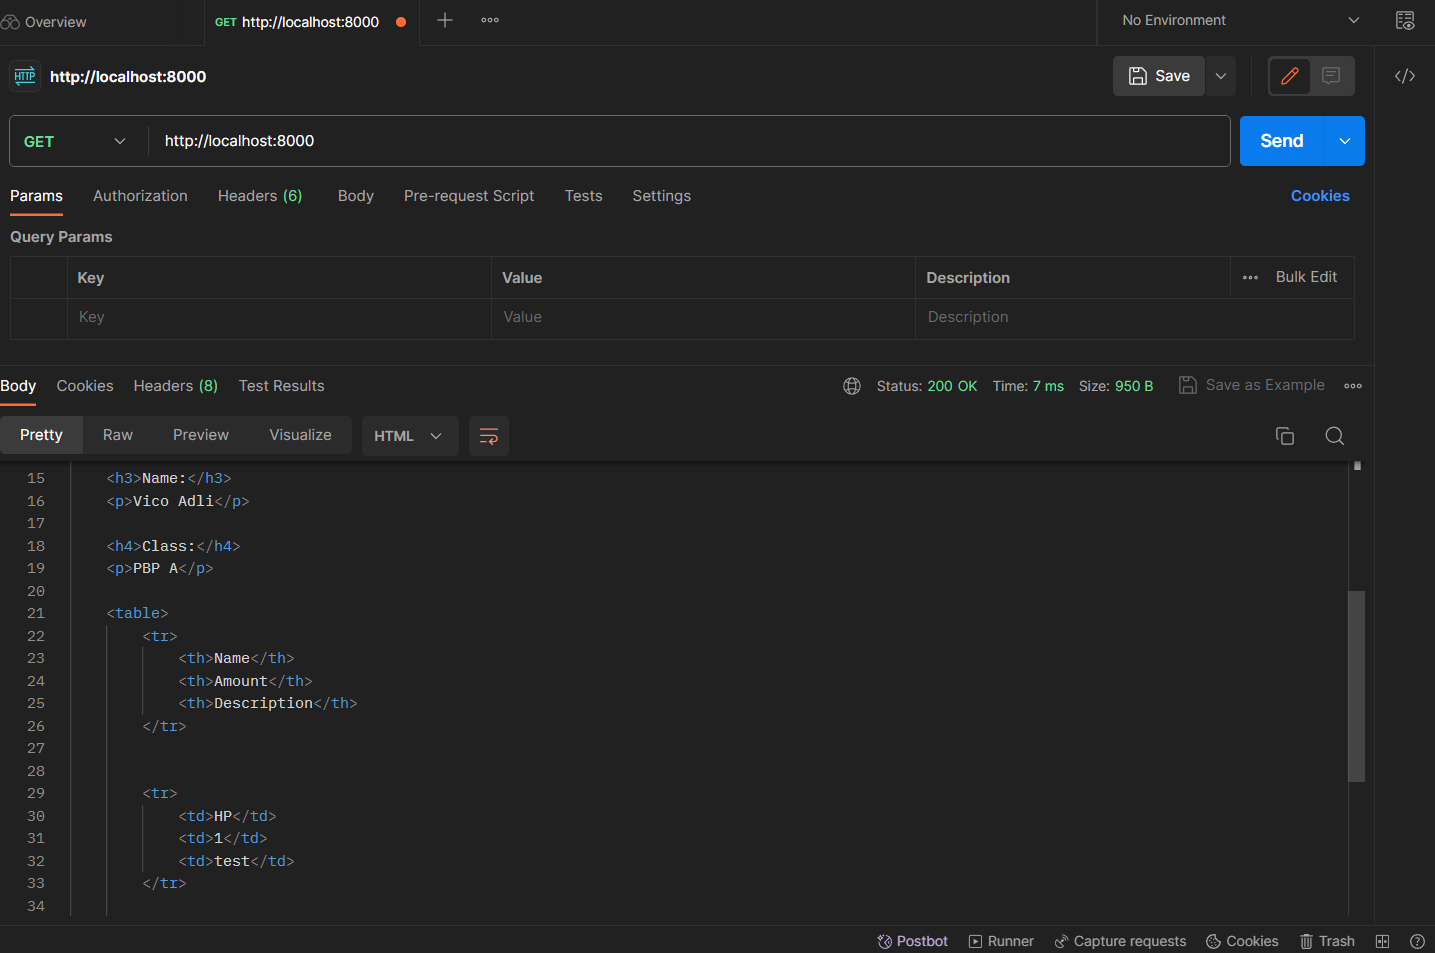 Overview
GET http://localhost:8000
No Environment
HTTP http://localhost:8000
Save
GET http://localhost:8000
Send
Params Authorization Headers (6) Body Pre-request Script Tests Settings Cookies
Query Params
Key Value Description Bulk Edit
Key Value Description
Body Cookies Headers (8) Test Results Status: 200 OK Time: 7 ms Size: 950 B Save as Example
Pretty Raw Preview Visualize HTML
15 <h3>Name:</h3>
16 <p>Vico Adli</p>
17
18 <h4>Class:</h4>
19 <p>PBP A</p>
20
21 <table>
22 <tr>
23 <th>Name</th>
24 <th>Amount</th>
25 <th>Description</th>
26 </tr>
27
28
29 <tr>
30 <td>HP</td>
31 <td>1</td>
32 <td>test</td>
33 </tr>
34
Postbot Runner Capture requests Cookies Trash